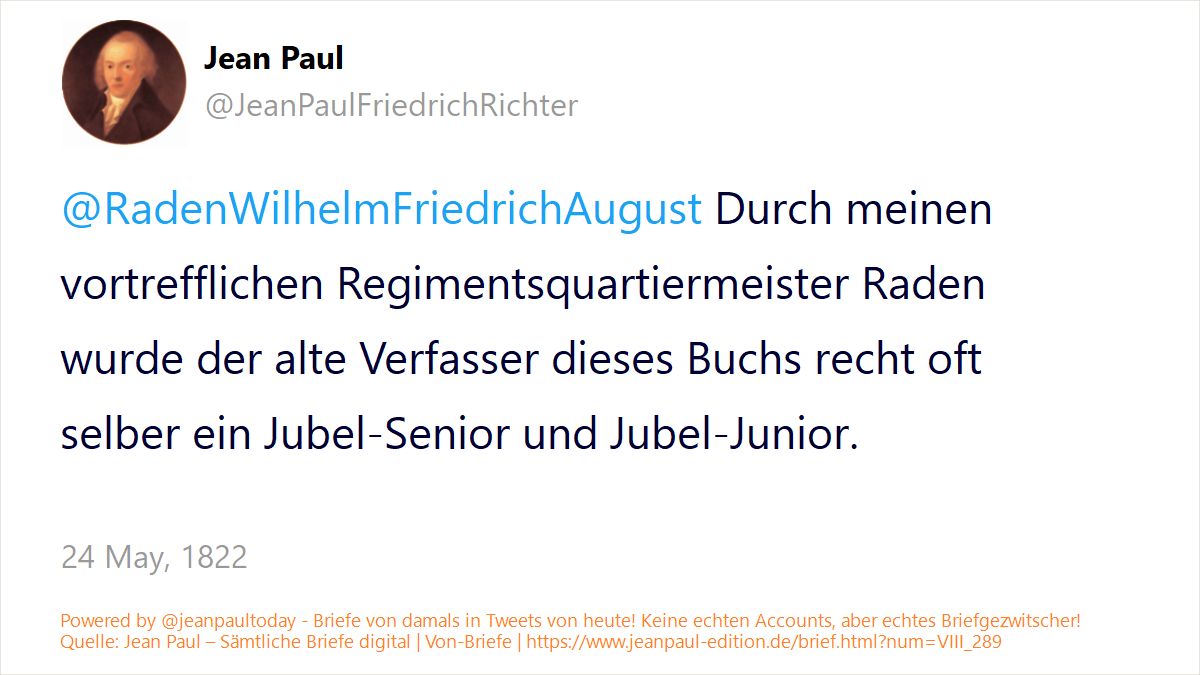 Jean Paul
@JeanPaulFriedrichRichter
@RadenWilhelmFriedrichAugust Durch meinen
vortrefflichen Regimentsquartiermeister Raden
wurde der alte Verfasser dieses Buchs recht oft
selber ein Jubel-Senior und Jubel-Junior.
24 May, 1822
Powered by @jeanpaultoday - Briefe von damals in Tweets von heute! Keine echten Accounts, aber echtes Briefgezwitscher!
Quelle: Jean Paul – Sämtliche Briefe digital | Von-Briefe | https://www.jeanpaul-edition.de/brief.html?num=VIII_289